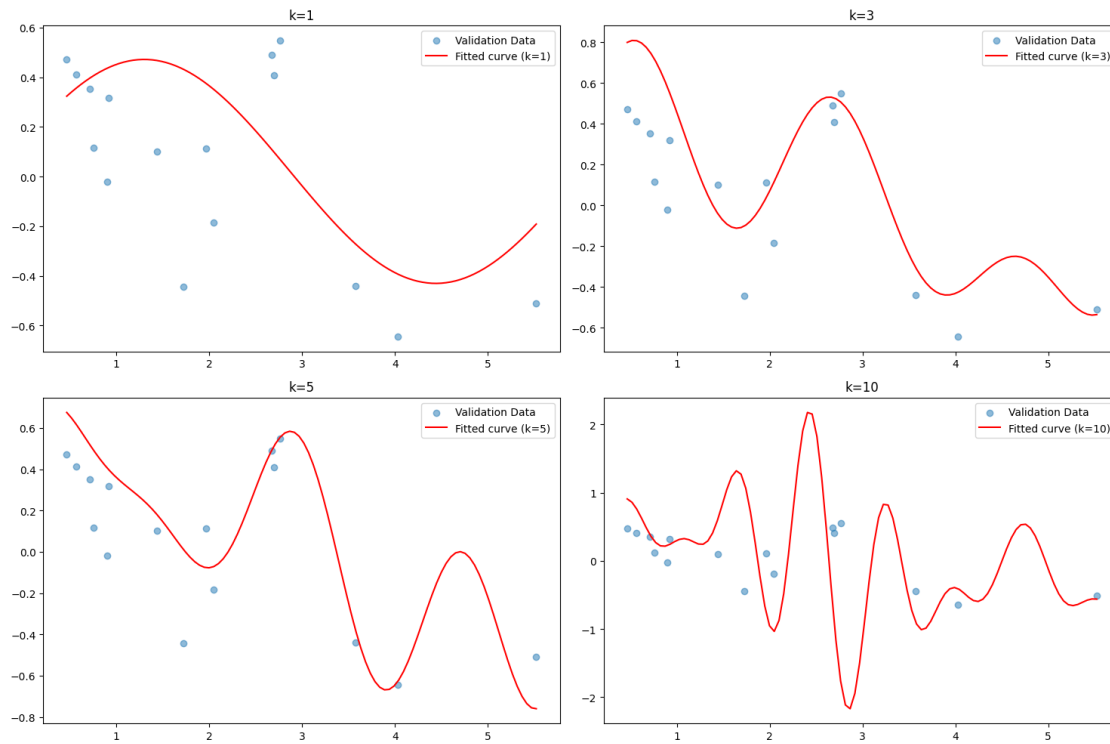 k=1
Validation Data
Fitted curve (k=1)
0.6
0.4
0.2
0.0
−0.2
−0.4
−0.6
1 2 3 4 5
k=3
Validation Data
Fitted curve (k=3)
0.8
0.6
0.4
0.2
0.0
−0.2
−0.4
−0.6
1 2 3 4 5
k=5
Validation Data
Fitted curve (k=5)
0.6
0.4
0.2
0.0
−0.2
−0.4
−0.6
−0.8
1 2 3 4 5
k=10
Validation Data
Fitted curve (k=10)
2
1
0
−1
−2
1 2 3 4 5